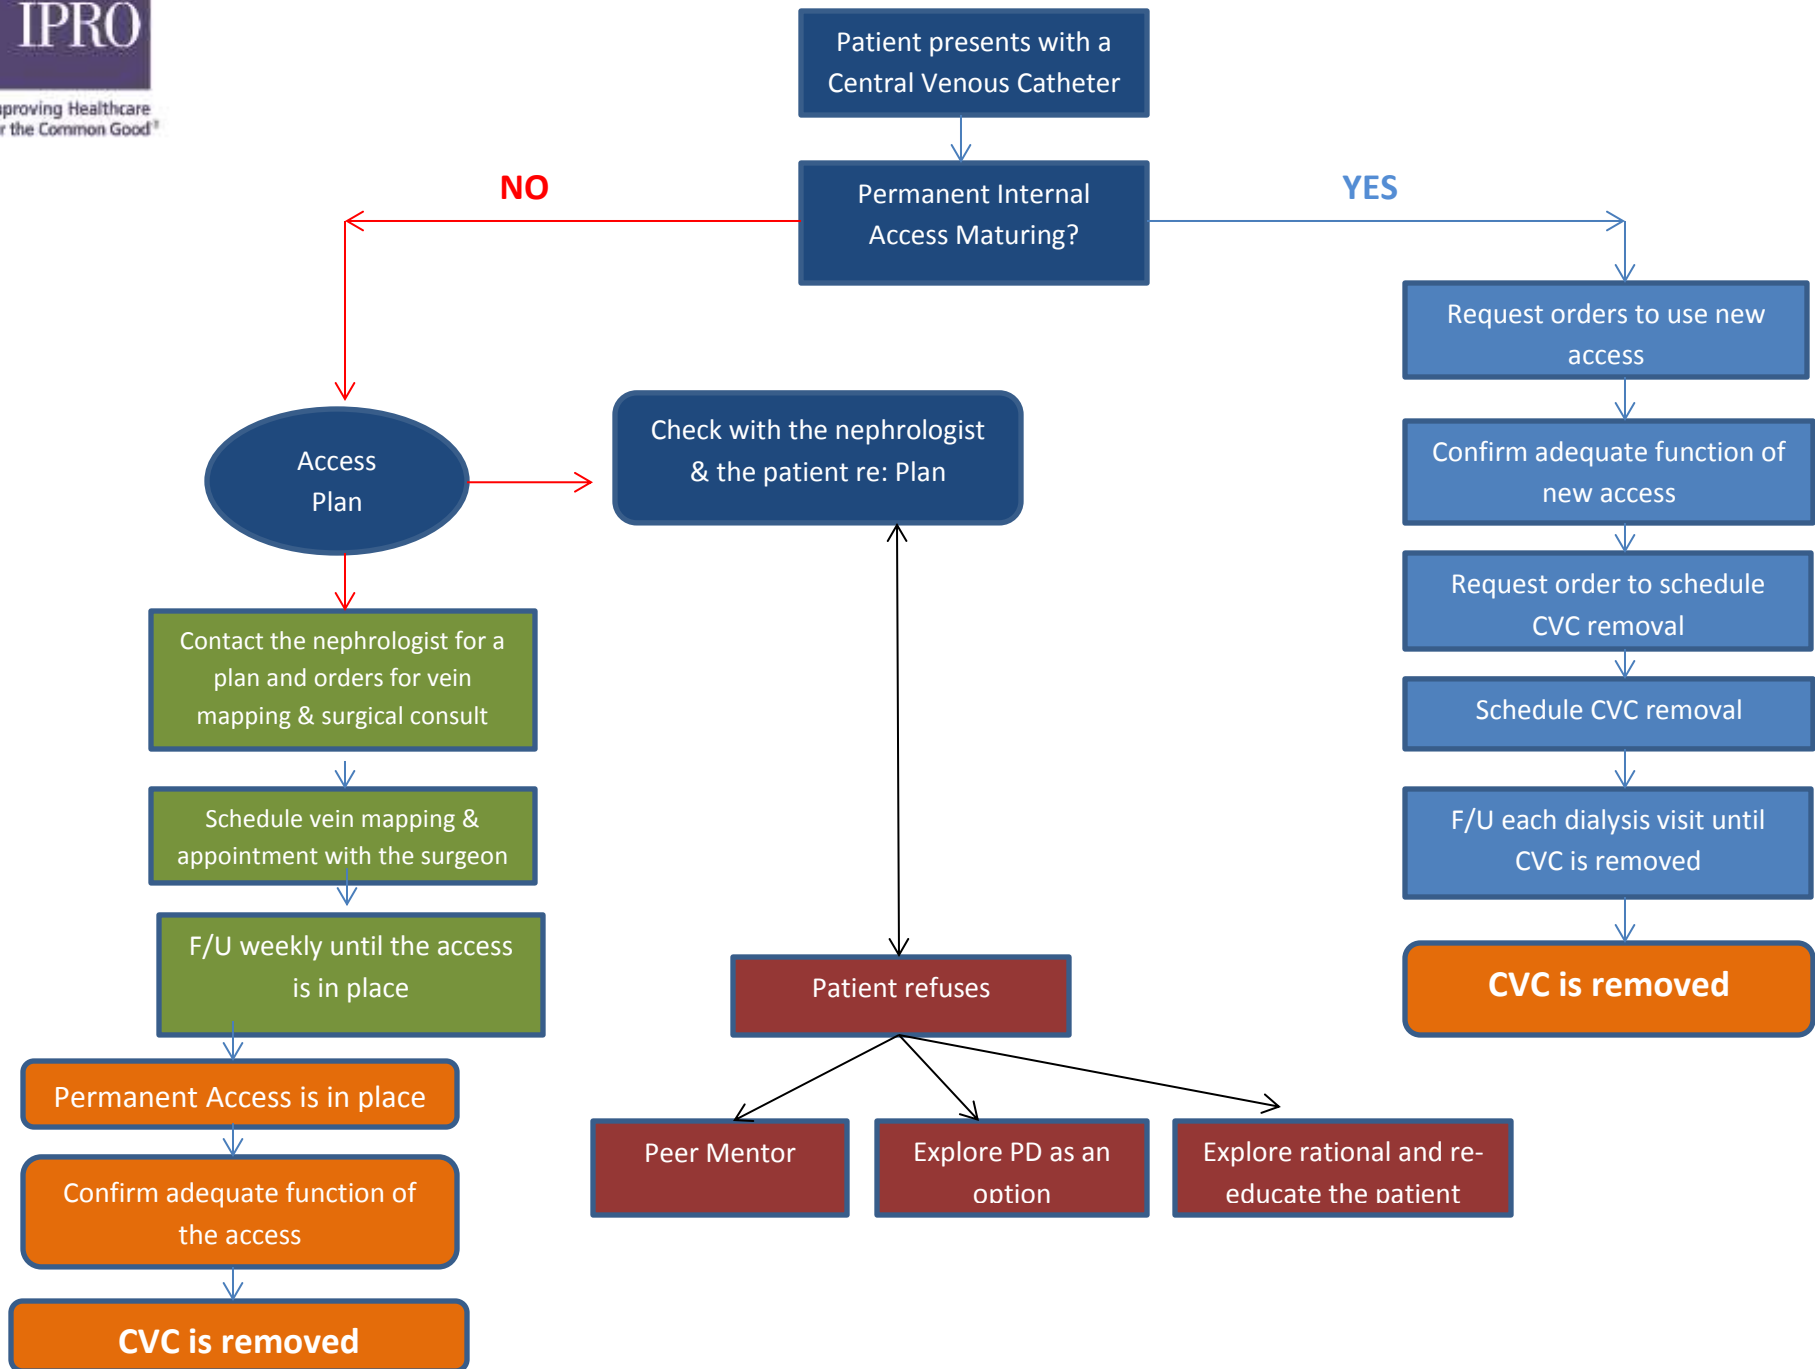 IPRO
proving Healthcare
r the Common Good®
Patient presents with a
Central Venous Catheter
NO
YES
Permanent Internal
Access Maturing?
Request orders to use new
access
Access
Plan
Check with the nephrologist
& the patient re: Plan
Confirm adequate function of
new access
Request order to schedule
CVC removal
Contact the nephrologist for a
plan and orders for vein
mapping & surgical consult
Schedule CVC removal
Schedule vein mapping &
appointment with the surgeon
F/U each dialysis visit until
CVC is removed
F/U weekly until the access
is in place
Patient refuses
CVC is removed
Permanent Access is in place
Peer Mentor
Explore PD as an
option
Explore rational and re-
educate the patient
Confirm adequate function of
the access
CVC is removed